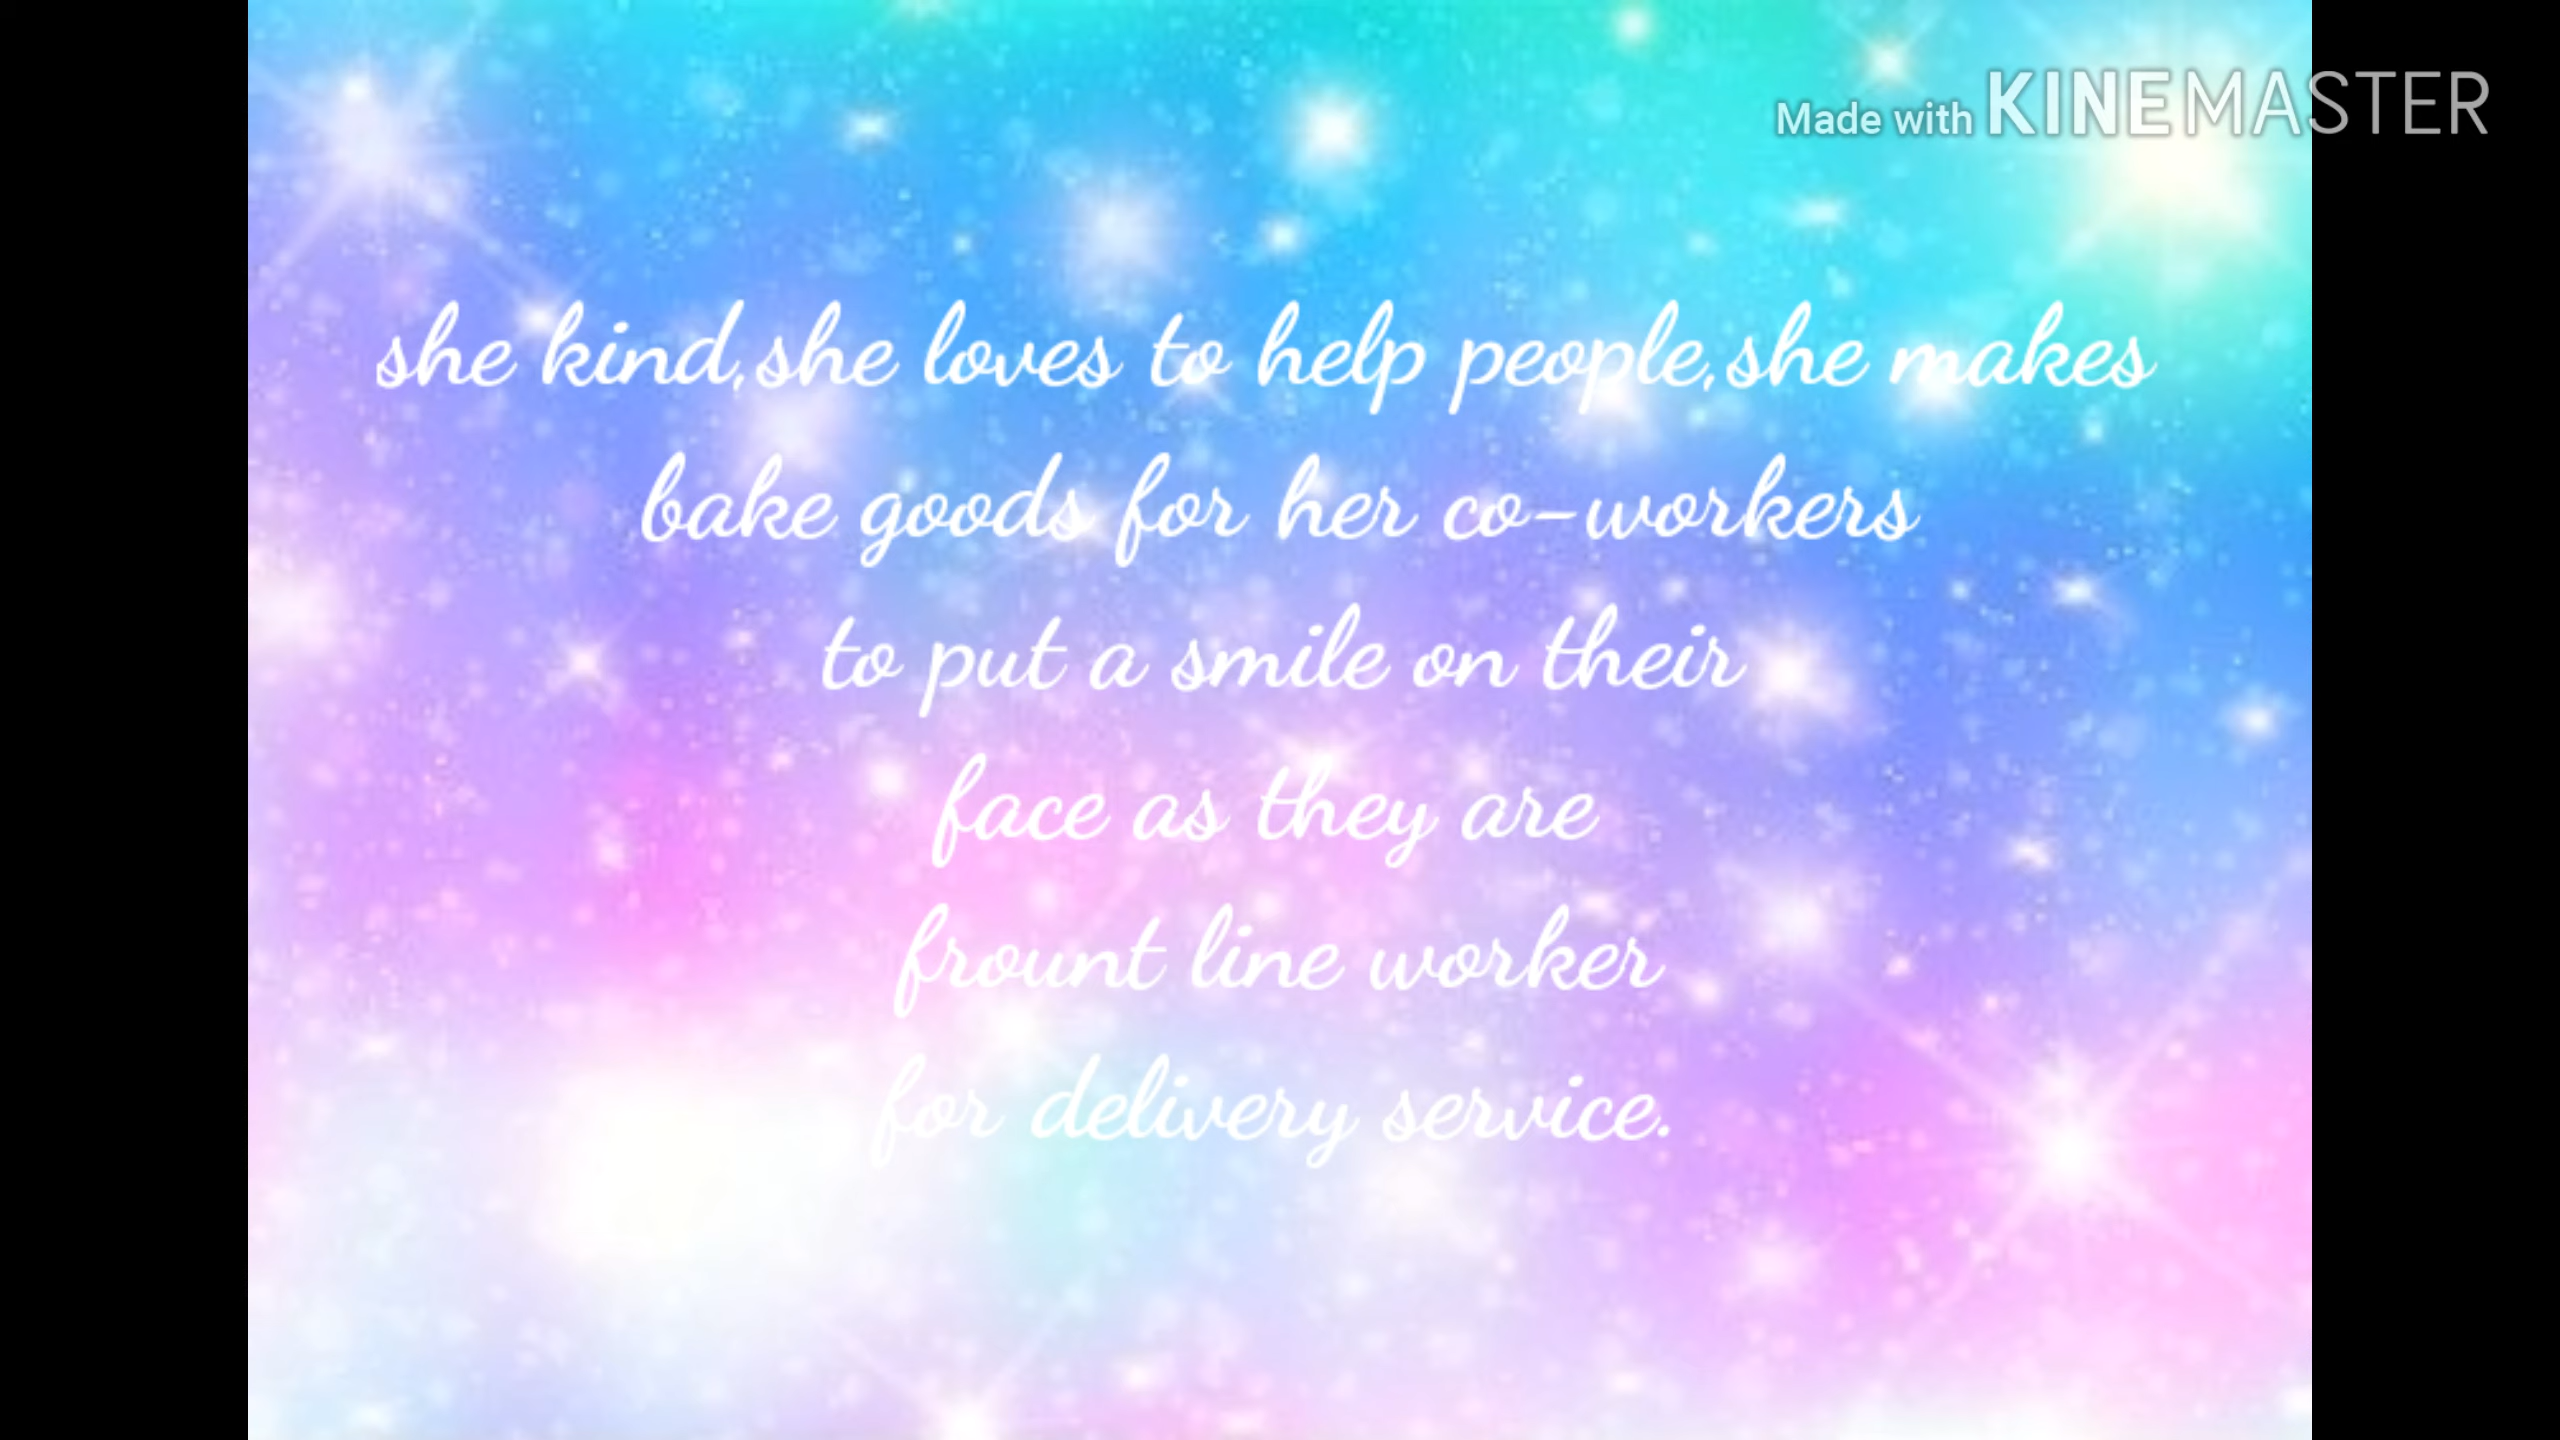 Made with KINEMASTER
she kind,she loves to help people,she makes
bake goods for her co-workers
to put a smile on their
face as they are
frount line worker
for delivery service.